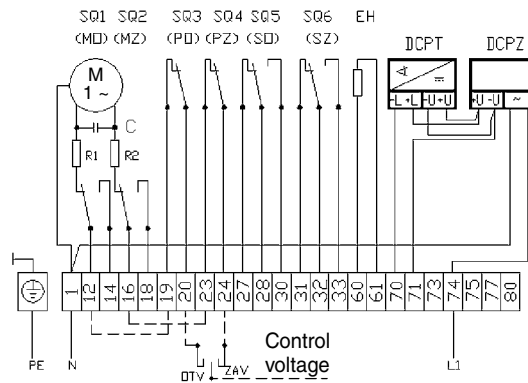 SQ1 SQ2 SQ3 SQ4 SQ5 SQ6 EH
(MO) (MZ) (PO) (PZ) (SO) (SZ) DCPT DCPZ
M
1 ~
C
-L +L -U +U +U -U ~
R1 R2
1 12 14 16 18 19 20 23 24 27 28 30 31 32 33 60 61 70 71 73 74 75 77 80
PE N OTV ZAV L1
Control
voltage